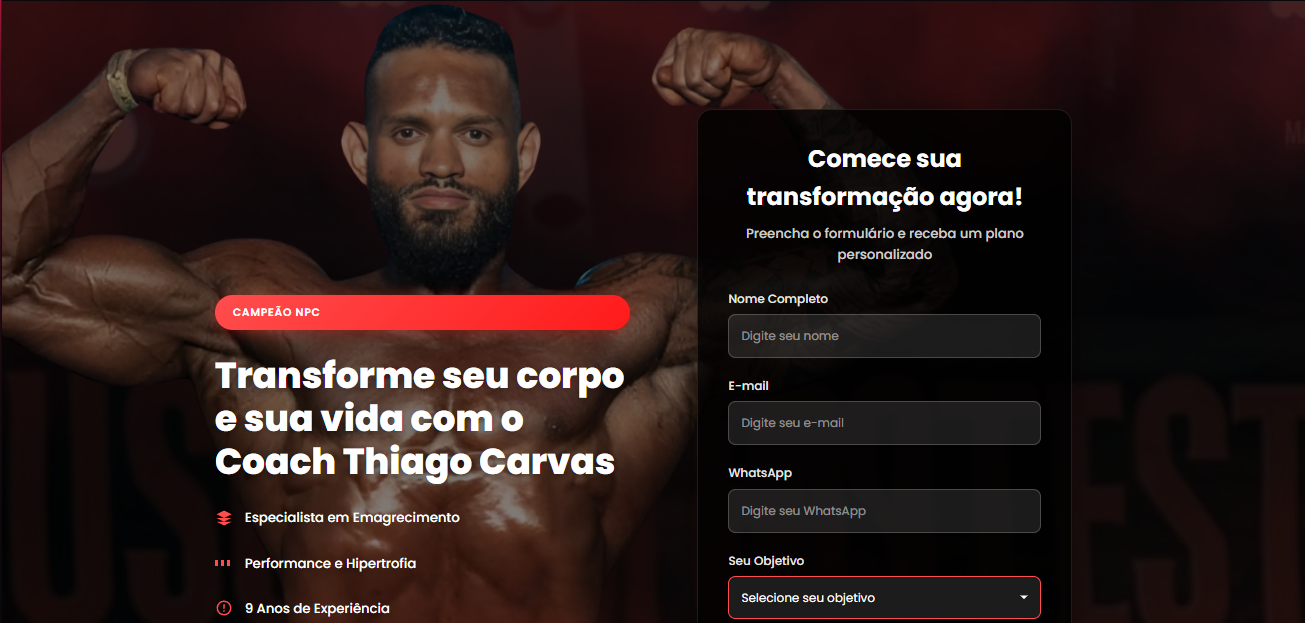 CAMPEÃO NPC
Transforme seu corpo
e sua vida com o
Coach Thiago Carvas
Especialista em Emagrecimento
Performance e Hipertrofia
9 Anos de Experiência
Comece sua
transformação agora!
Preencha o formulário e receba um plano
personalizado
Nome Completo
Digite seu nome
E-mail
Digite seu e-mail
WhatsApp
Digite seu WhatsApp
Seu Objetivo
Selecione seu objetivo